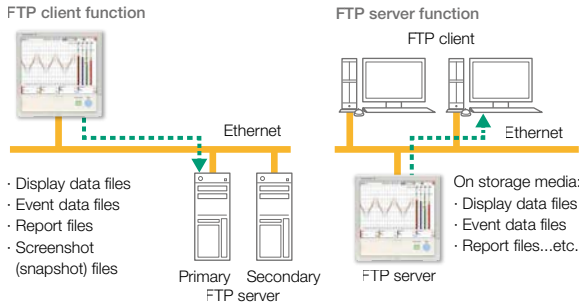 FTP client function
Ethernet
· Display data files
· Event data files
· Report files
· Screenshot
(snapshot) files
Primary Secondary
FTP server
FTP server function
FTP client
Ethernet
On storage media:
· Display data files
· Event data files
· Report files...etc.
FTP server